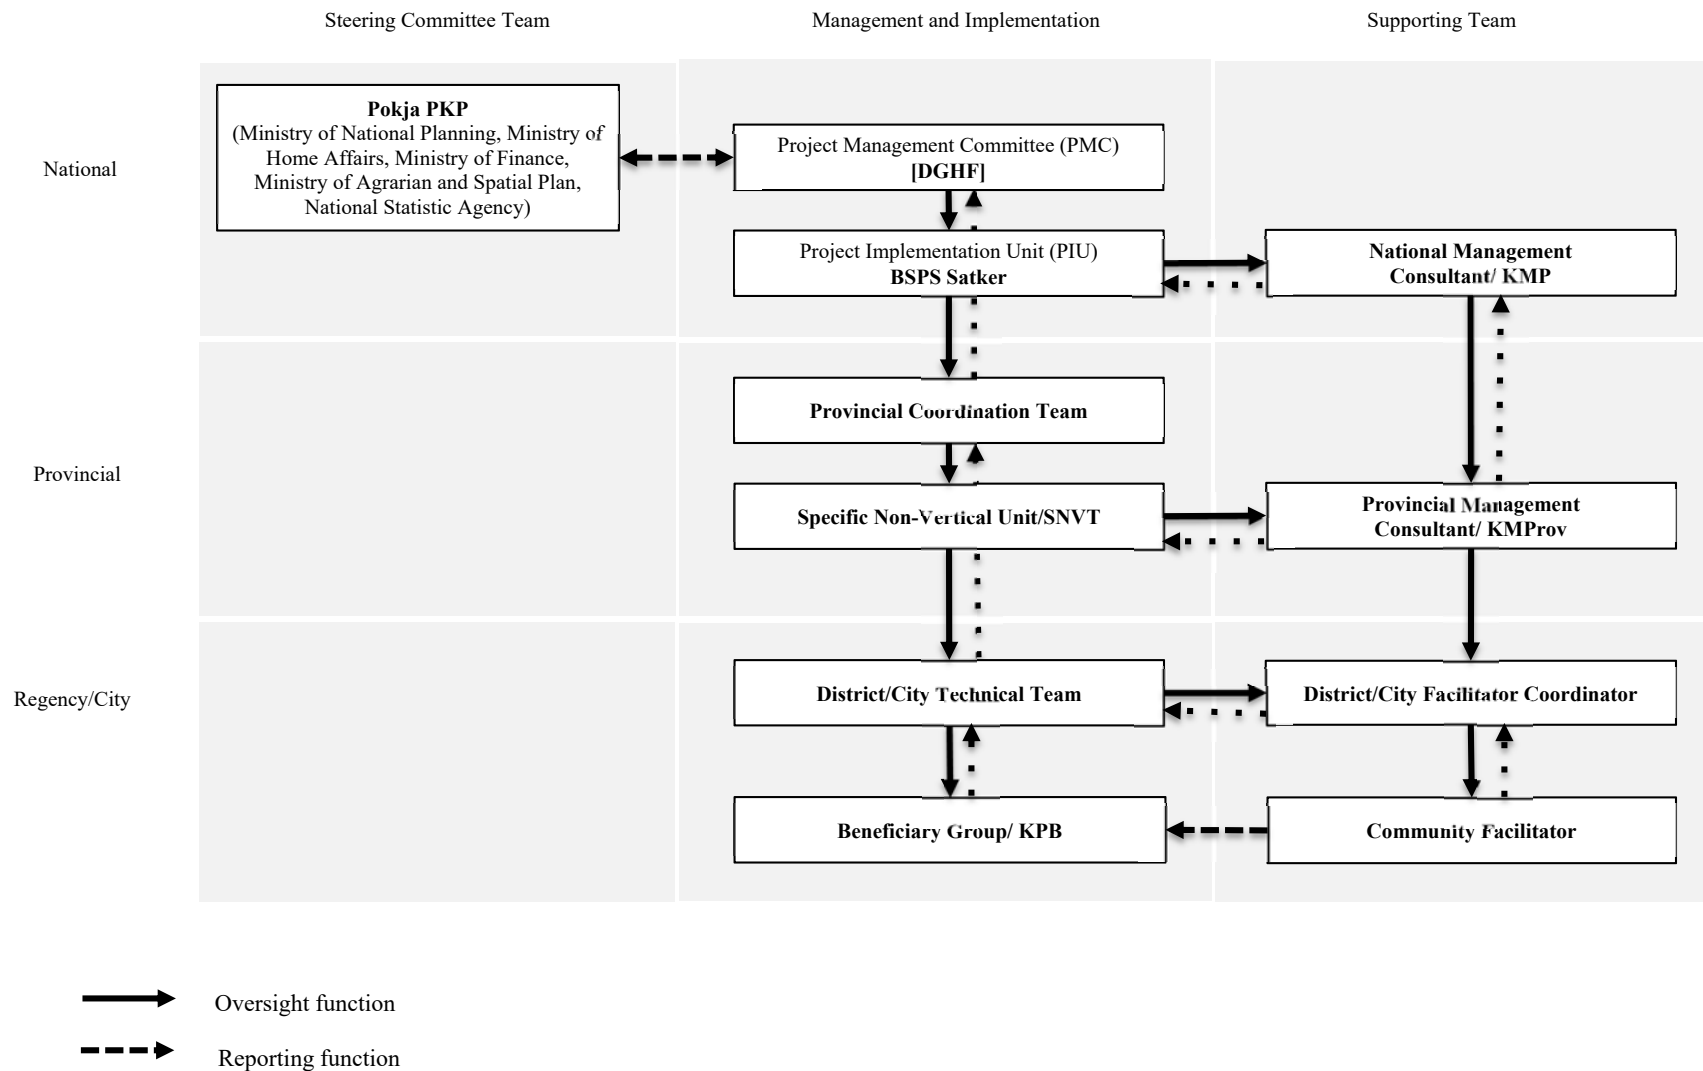 Steering Committee Team
Management and Implementation
Supporting Team
National
Pokja PKP
(Ministry of National Planning, Ministry of
Home Affairs, Ministry of Finance,
Ministry of Agrarian and Spatial Plan,
National Statistic Agency)
Project Management Committee (PMC)
[DGHF]
Project Implementation Unit (PIU)
BSPS Satker
National Management
Consultant/ KMP
Provincial
Provincial Coordination Team
Specific Non-Vertical Unit/SNVT
Provincial Management
Consultant/ KMProv
Regency/City
District/City Technical Team
District/City Facilitator Coordinator
Beneficiary Group/ KPB
Community Facilitator
Oversight function
Reporting function